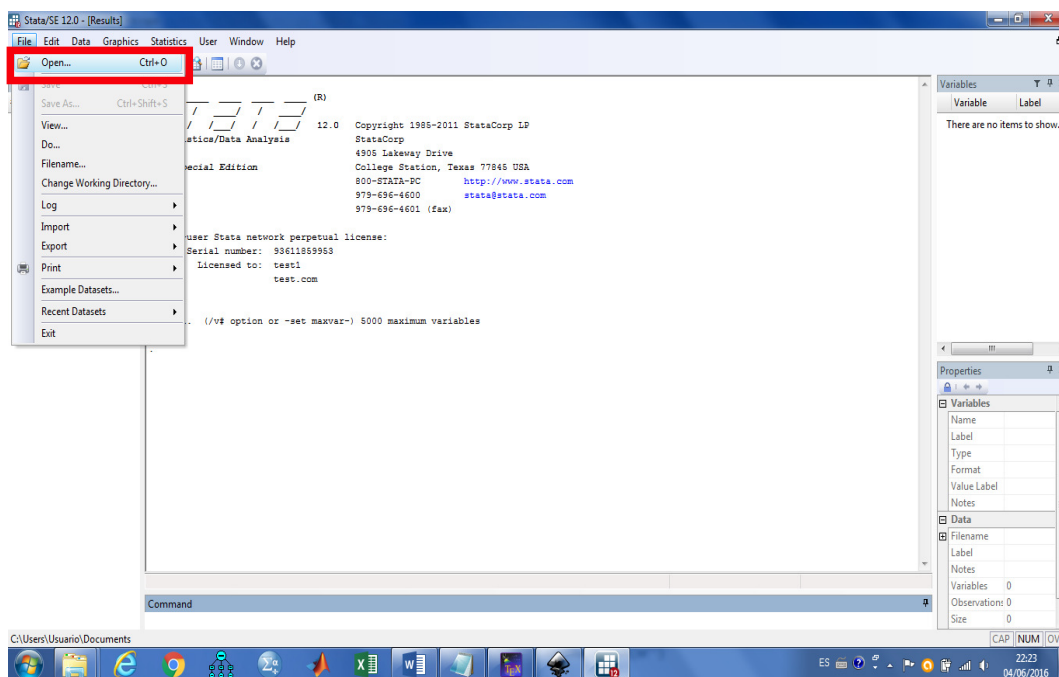 Stata/SE 12.0 - [Results]
File Edit Data Graphics Statistics User Window Help
Open... Ctrl+O
Save Ctrl+S
Save As... Ctrl+Shift+S
View...
Do...
Filename...
Change Working Directory...
Log
Import
Export
Print
Example Datasets...
Recent Datasets
Exit
(R)
12.0 Copyright 1985-2011 StataCorp LP
stics/Data Analysis StataCorp
4905 Lakeway Drive
pecial Edition College Station, Texas 77845 USA
800-STATA-PC http://www.stata.com
979-696-4600 stata@stata.com
979-696-4601 (fax)
user Stata network perpetual license:
Serial number: 93611859953
Licensed to: test1
test.com
. (/v# option or -set maxvar-) 5000 maximum variables
.
Command
Variables
Variable Label
There are no items to show.
Properties
Variables
Name
Label
Type
Format
Value Label
Notes
Data
Filename
Label
Notes
Variables 0
Observations 0
Size 0
C:\Users\Usuario\Documents
CAP NUM OV
ES
22:23
04/06/2016